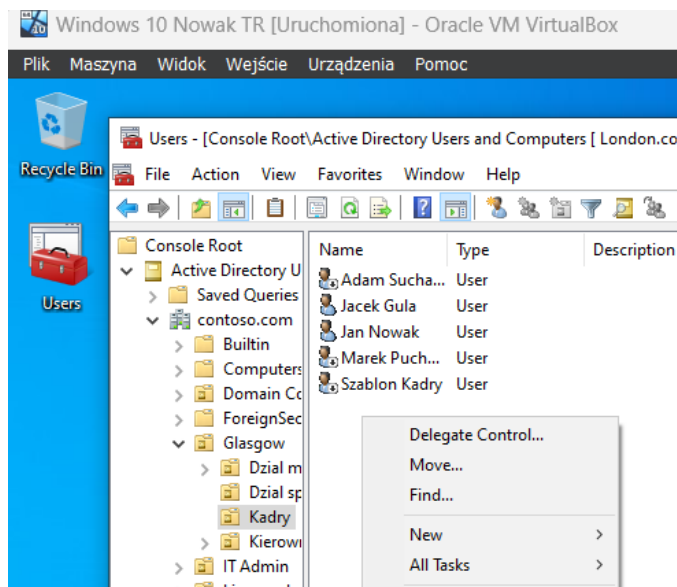 Windows 10 Nowak TR [Uruchomiona] - Oracle VM VirtualBox
Plik Maszyna Widok Wejście Urządzenia Pomoc
Recycle Bin
Users
Users - [Console Root\Active Directory Users and Computers [ London.co
File Action View Favorites Window Help
Console Root
Active Directory U
Saved Queries
contoso.com
Builtin
Computers
Domain Co
ForeignSec
Glasgow
Dzial m
Dzial sp
Kadry
Kierow
IT Admin
Name Type Description
Adam Sucha... User
Jacek Gula User
Jan Nowak User
Marek Puch... User
Szablon Kadry User
Delegate Control...
Move...
Find...
New
All Tasks